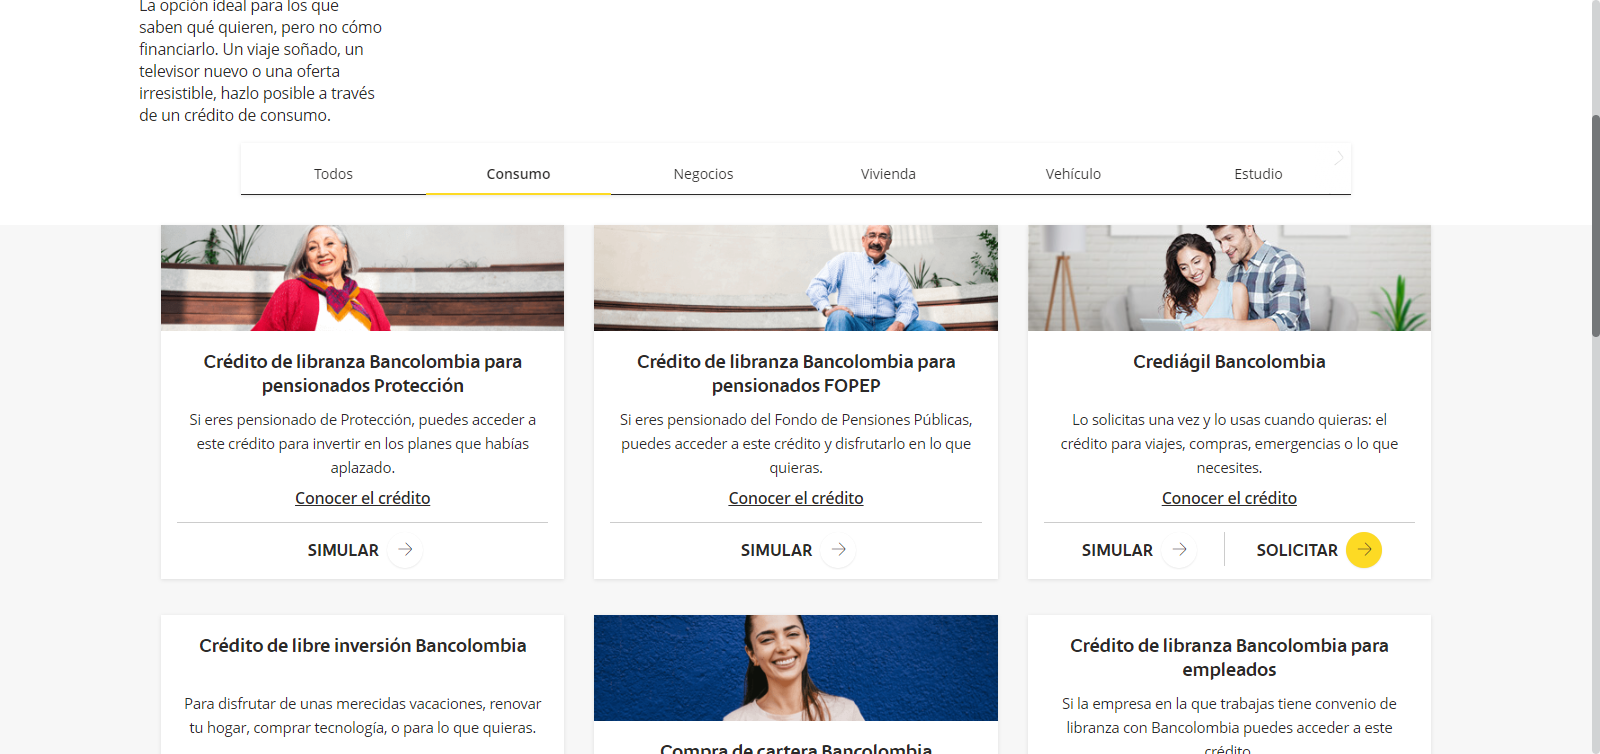 La opción ideal para los que
saben qué quieren, pero no cómo
financiarlo. Un viaje soñado, un
televisor nuevo o una oferta
irresistible, hazlo posible a través
de un crédito de consumo.
Todos
Consumo
Negocios
Vivienda
Vehículo
Estudio
Crédito de libranza Bancolombia para
pensionados Protección
Si eres pensionado de Protección, puedes acceder a
este crédito para invertir en los planes que habías
aplazado.
Conocer el crédito
SIMULAR
Crédito de libranza Bancolombia para
pensionados FOPEP
Si eres pensionado del Fondo de Pensiones Públicas,
puedes acceder a este crédito y disfrutarlo en lo que
quieras.
Conocer el crédito
SIMULAR
Crediágil Bancolombia
Lo solicitas una vez y lo usas cuando quieras: el
crédito para viajes, compras, emergencias o lo que
necesites.
Conocer el crédito
SIMULAR
SOLICITAR
Crédito de libre inversión Bancolombia
Para disfrutar de unas merecidas vacaciones, renovar
tu hogar, comprar tecnología, o para lo que quieras.
Compra de cartera Bancolombia
Crédito de libranza Bancolombia para
empleados
Si la empresa en la que trabajas tiene convenio de
libranza con Bancolombia puedes acceder a este
crédito.